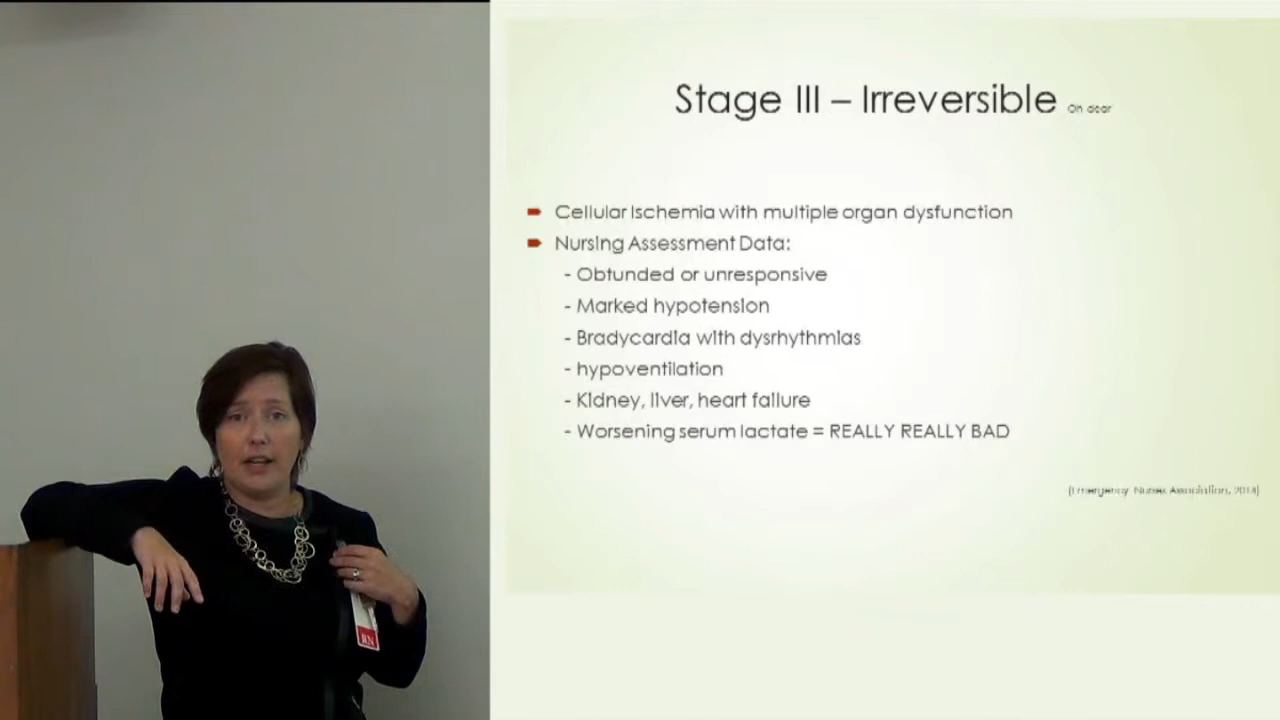 Stage III – Irreversible Oh dear
Cellular Ischemia with multiple organ dysfunction
Nursing Assessment Data:
- Obtunded or unresponsive
- Marked hypotension
- Bradycardia with dysrhythmias
- hypoventilation
- Kidney, liver, heart failure
- Worsening serum lactate = REALLY REALLY BAD
(Emergency Nurses Association, 2014)
RN